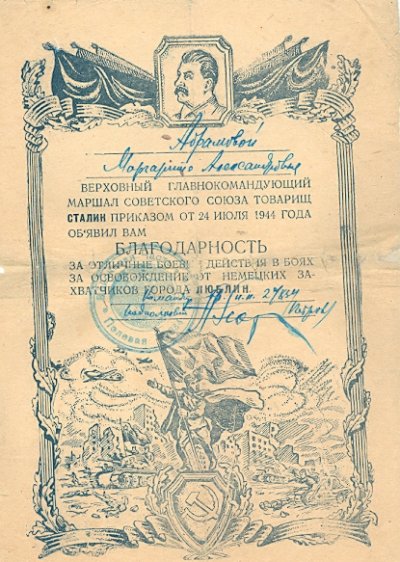 Абрамовой
Маргарите Александровне
ВЕРХОВНЫЙ ГЛАВНОКОМАНДУЮЩИЙ
МАРШАЛ СОВЕТСКОГО СОЮЗА ТОВАРИЩ
СТАЛИН ПРИКАЗОМ ОТ 24 ИЮЛЯ 1944 ГОДА
ОБ'ЯВИЛ ВАМ
БЛАГОДАРНОСТЬ
ЗА ОТЛИЧНЫЕ БОЕВЫЕ ДЕЙСТВИЯ В БОЯХ
ЗА ОСВОБОЖДЕНИЕ ОТ НЕМЕЦКИХ ЗА-
ХВАТЧИКОВ ГОРОДА ЛЮБЛИН.
п.п.
Полевая